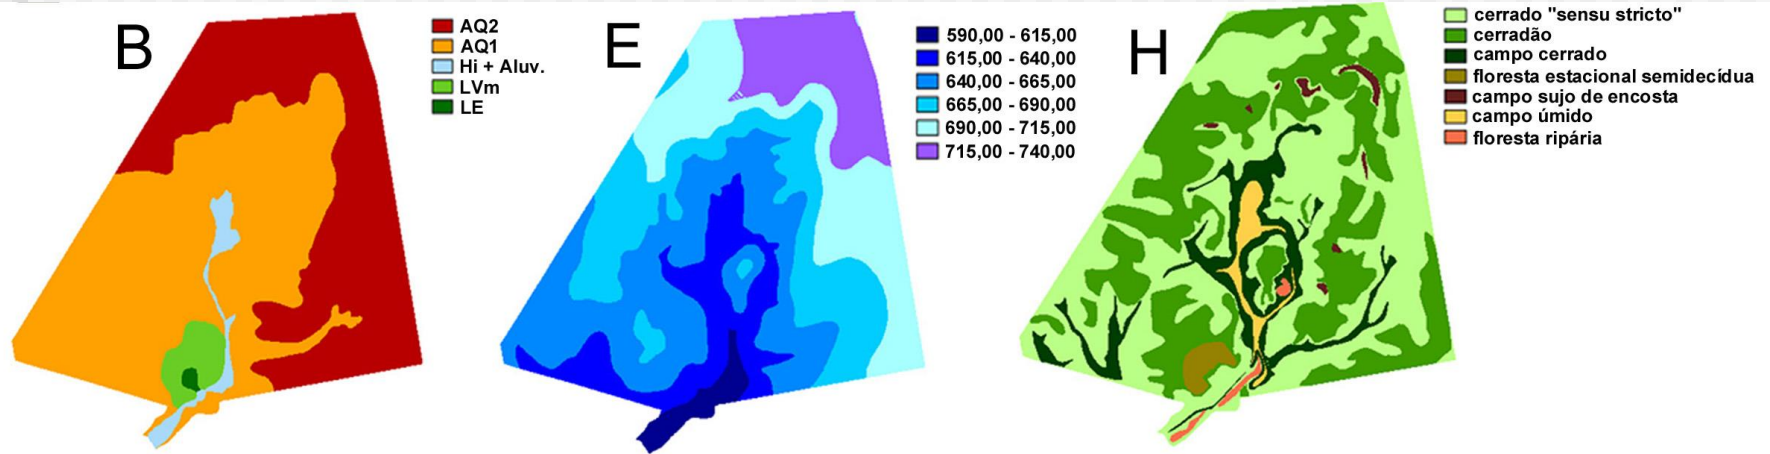 B
AQ2
AQ1
Hi + Aluv.
LVm
LE
E
590,00 - 615,00
615,00 - 640,00
640,00 - 665,00
665,00 - 690,00
690,00 - 715,00
715,00 - 740,00
H
cerrado "sensu stricto"
cerradão
campo cerrado
floresta estacional semidecídua
campo sujo de encosta
campo úmido
floresta ripária